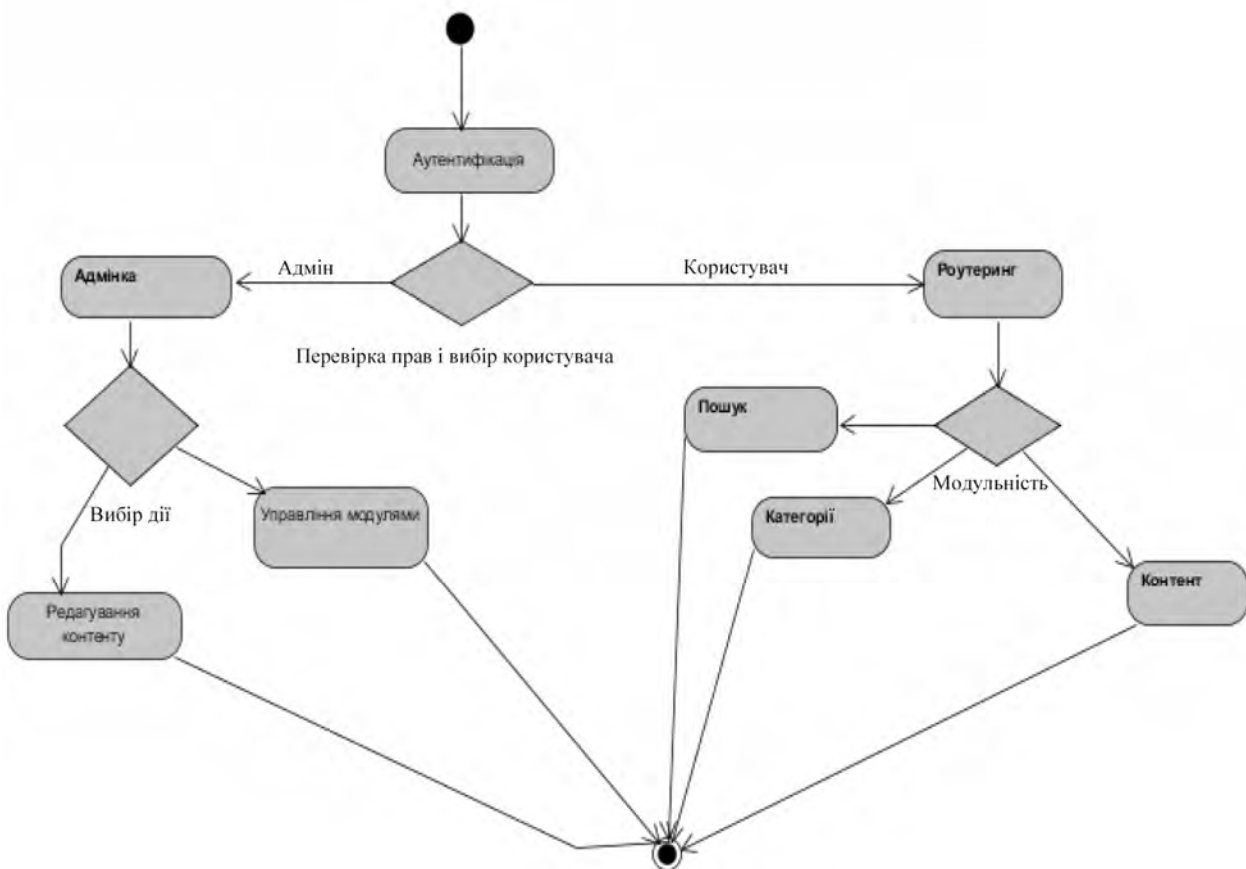 Аутентифікація
Адмінка
Адмін
Користувач
Роутеринг
Перевірка прав і вибір користувача
Пошук
Модульність
Вибір дії
Управління модулями
Категорії
Контент
Редагування
контенту